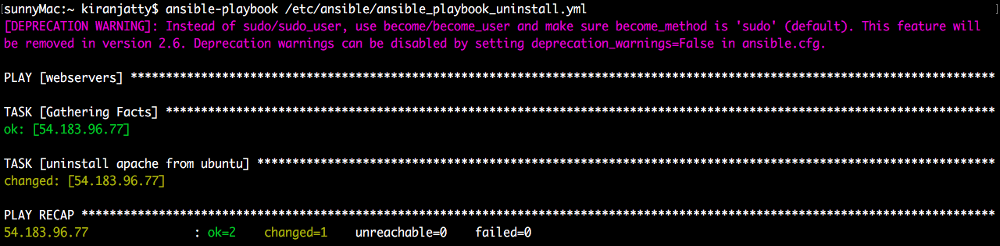 [sunnyMac:~ kiranjatty$ ansible-playbook /etc/ansible/ansible_playbook_uninstall.yml ]
[DEPRECATION WARNING]: Instead of sudo/sudo_user, use become/become_user and make sure become_method is 'sudo' (default). This feature will
be removed in version 2.6. Deprecation warnings can be disabled by setting deprecation_warnings=False in ansible.cfg.
PLAY [webservers] ***************************************************************************************************************************
TASK [Gathering Facts] **********************************************************************************************************************
ok: [54.183.96.77]
TASK [uninstall apache from ubuntu] *********************************************************************************************************
changed: [54.183.96.77]
PLAY RECAP **********************************************************************************************************************************
54.183.96.77               : ok=2    changed=1    unreachable=0    failed=0